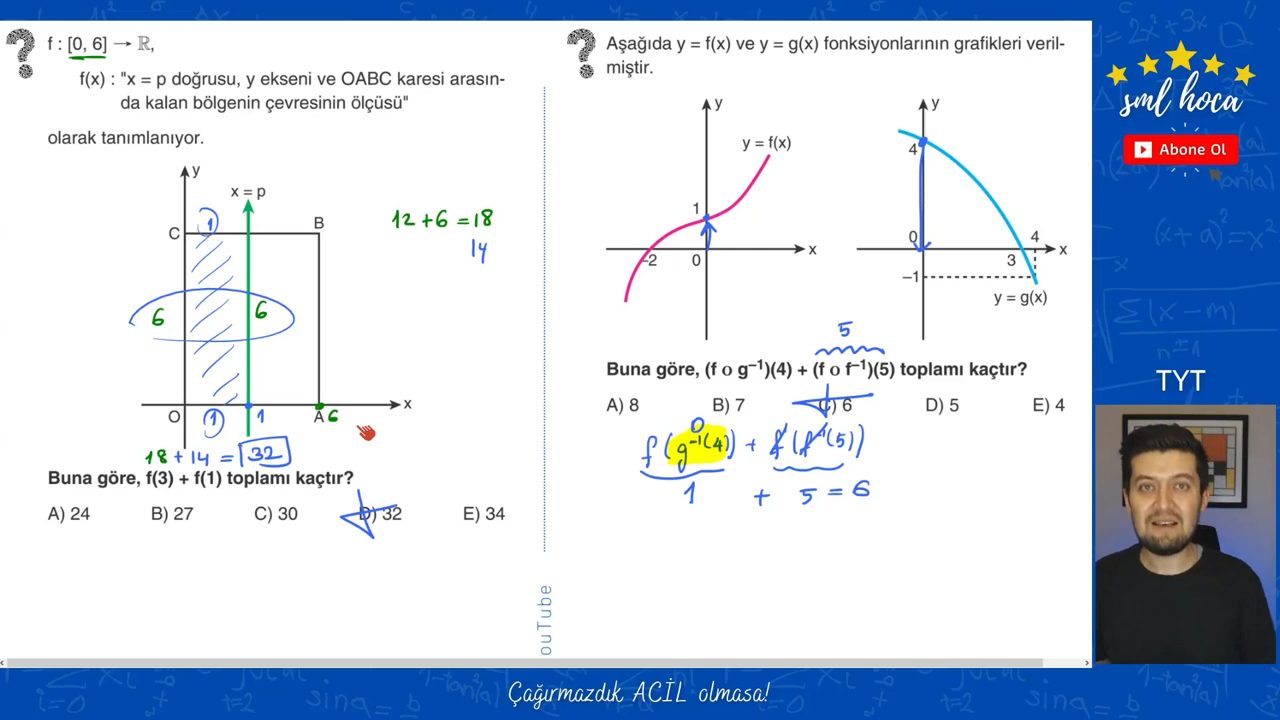 f : [0, 6] → ℝ,
f(x) : "x = p doğrusu, y ekseni ve OABC karesi arasın-
da kalan bölgenin çevresinin ölçüsü"
olarak tanımlanıyor.
y
x = p
C
1
B
12 + 6 = 18
14
6
6
O
1
1
A
6
x
18 + 14 = 32
Buna göre, f(3) + f(1) toplamı kaçtır?
A) 24 B) 27 C) 30 D) 32 E) 34
ouTube
Aşağıda y = f(x) ve y = g(x) fonksiyonlarının grafikleri veril-
miştir.
y
y = f(x)
1
x
–2
0
y
4
0
4
x
3
–1
y = g(x)
5
Buna göre, (f o g⁻¹)(4) + (f o f⁻¹)(5) toplamı kaçtır?
A) 8 B) 7 C) 6 D) 5 E) 4
0
f(g⁻¹(4)) + f(f⁻¹(5))
1 + 5 = 6
sml hoca
Abone Ol
TYT
Çağırmazdık ACİL olmasa!